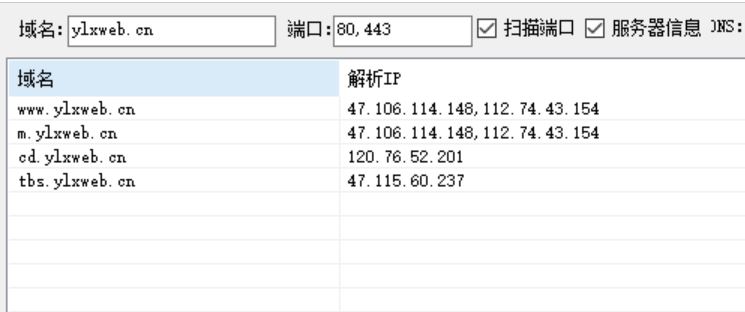 域名: ylxweb.cn 端口: 80,443 扫描端口 服务器信息 DNS:
域名 解析IP
www.ylxweb.cn 47.106.114.148,112.74.43.154
m.ylxweb.cn 47.106.114.148,112.74.43.154
cd.ylxweb.cn 120.76.52.201
tbs.ylxweb.cn 47.115.60.237